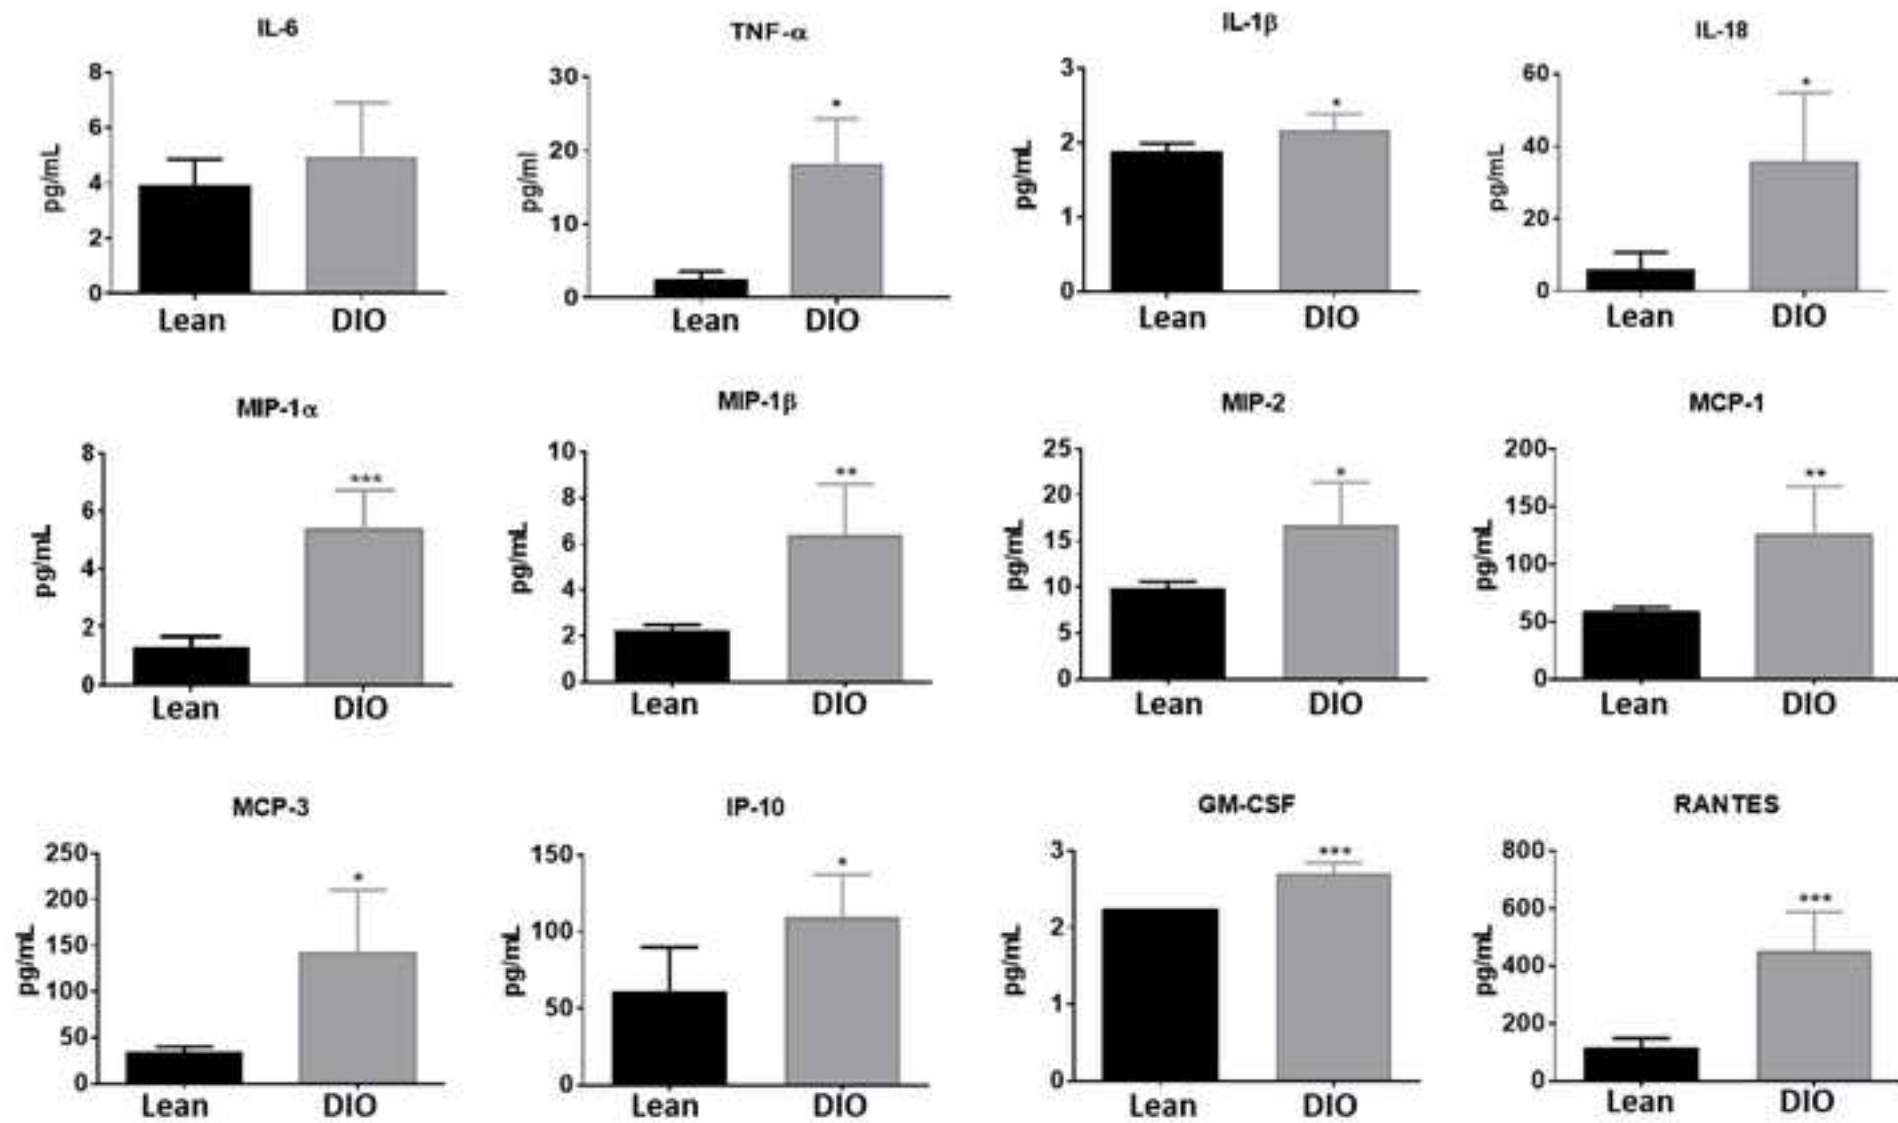 IL-6
8
6
4
2
0
pg/mL
Lean DIO
TNF-α
30
20
10
0
pg/ml
*
Lean DIO
IL-1β
3
2
1
0
pg/mL
*
Lean DIO
IL-18
60
40
20
0
pg/mL
*
Lean DIO
MIP-1α
8
6
4
2
0
pg/mL
***
Lean DIO
MIP-1β
10
8
6
4
2
0
pg/mL
**
Lean DIO
MIP-2
25
20
15
10
5
0
pg/mL
*
Lean DIO
MCP-1
200
150
100
50
0
pg/mL
**
Lean DIO
MCP-3
250
200
150
100
50
0
pg/mL
*
Lean DIO
IP-10
150
100
50
0
pg/mL
*
Lean DIO
GM-CSF
3
2
1
0
pg/mL
***
Lean DIO
RANTES
800
600
400
200
0
pg/mL
***
Lean DIO